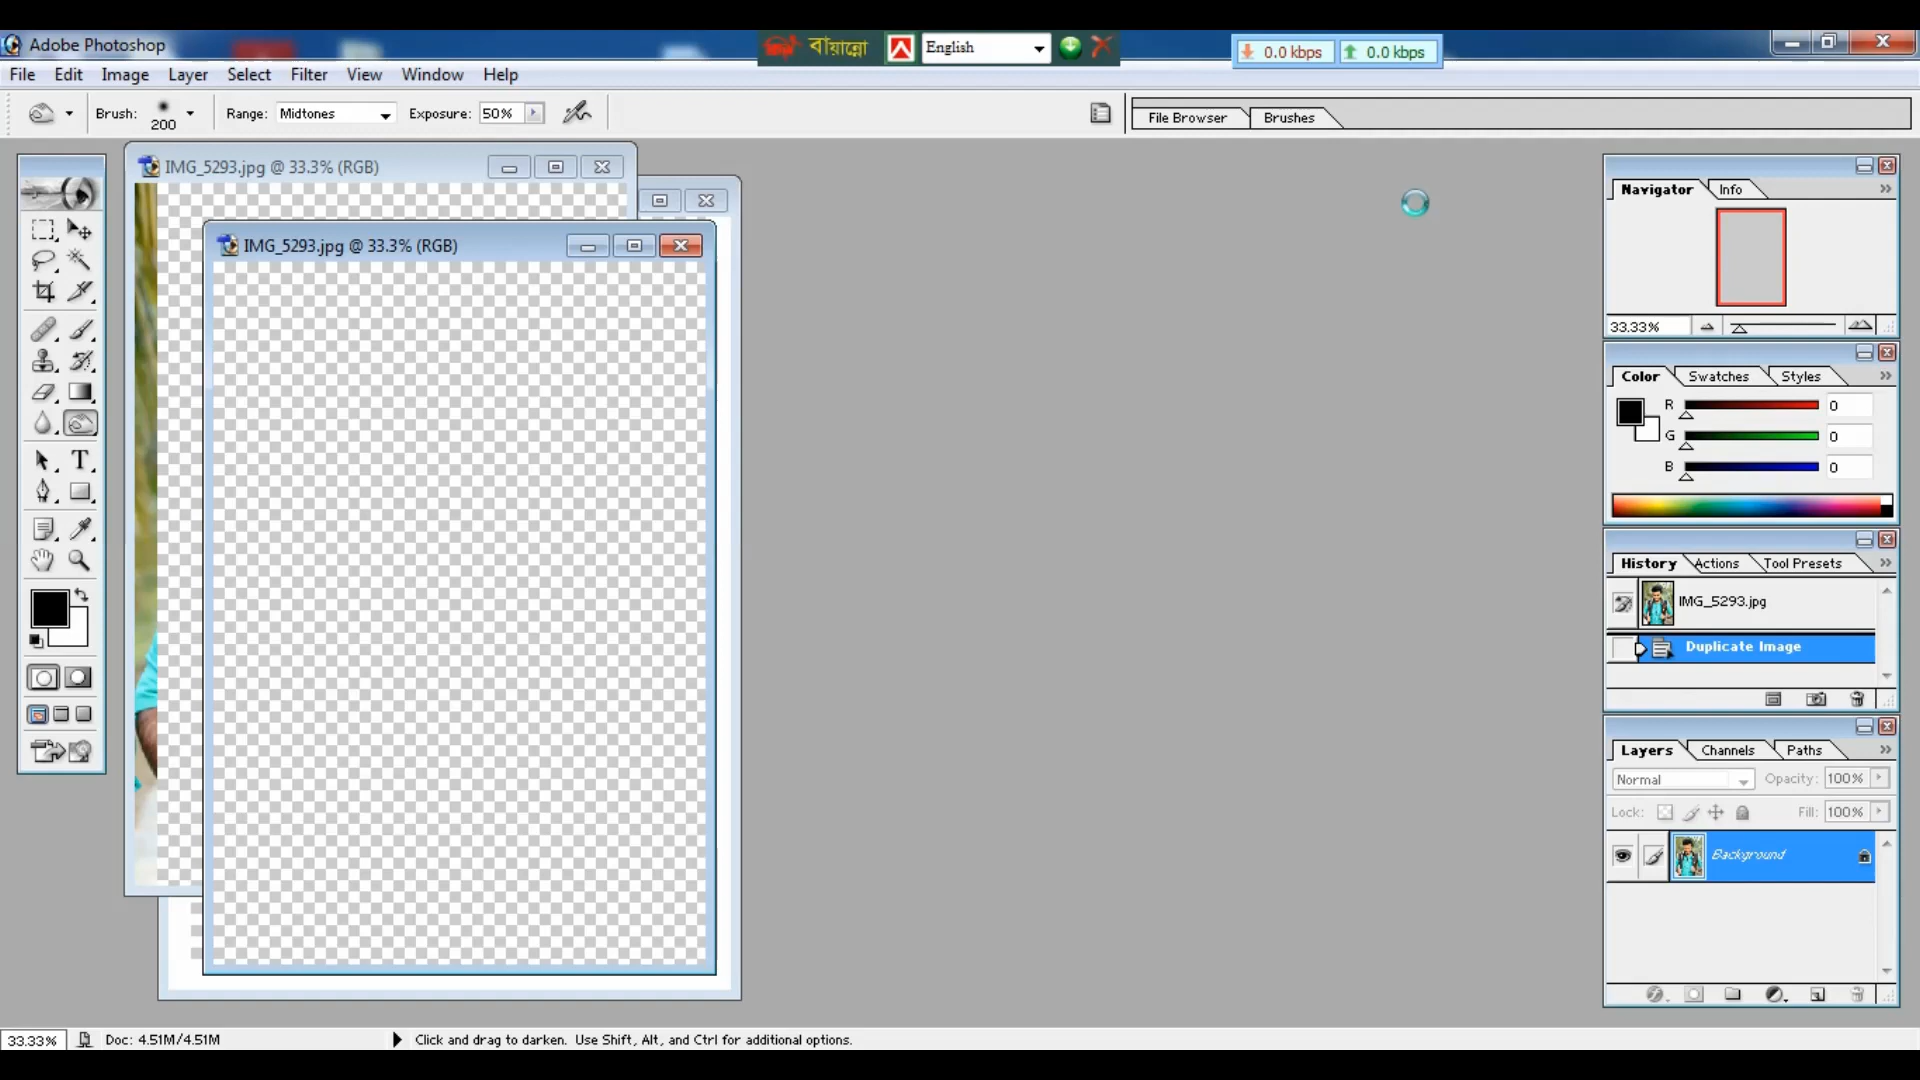 Adobe Photoshop
বায়ান্নো
English
0.0 kbps
0.0 kbps
File Edit Image Layer Select Filter View Window Help
Brush: 200 Range: Midtones Exposure: 50%
File Browser Brushes
IMG_5293.jpg @ 33.3% (RGB)
IMG_5293.jpg @ 33.3% (RGB)
Navigator Info
33.33%
Color Swatches Styles
R 0
G 0
B 0
History Actions Tool Presets
IMG_5293.jpg
Duplicate Image
Layers Channels Paths
Normal Opacity: 100%
Lock: Fill: 100%
Background
T
33.33% Doc: 4.51M/4.51M Click and drag to darken. Use Shift, Alt, and Ctrl for additional options.